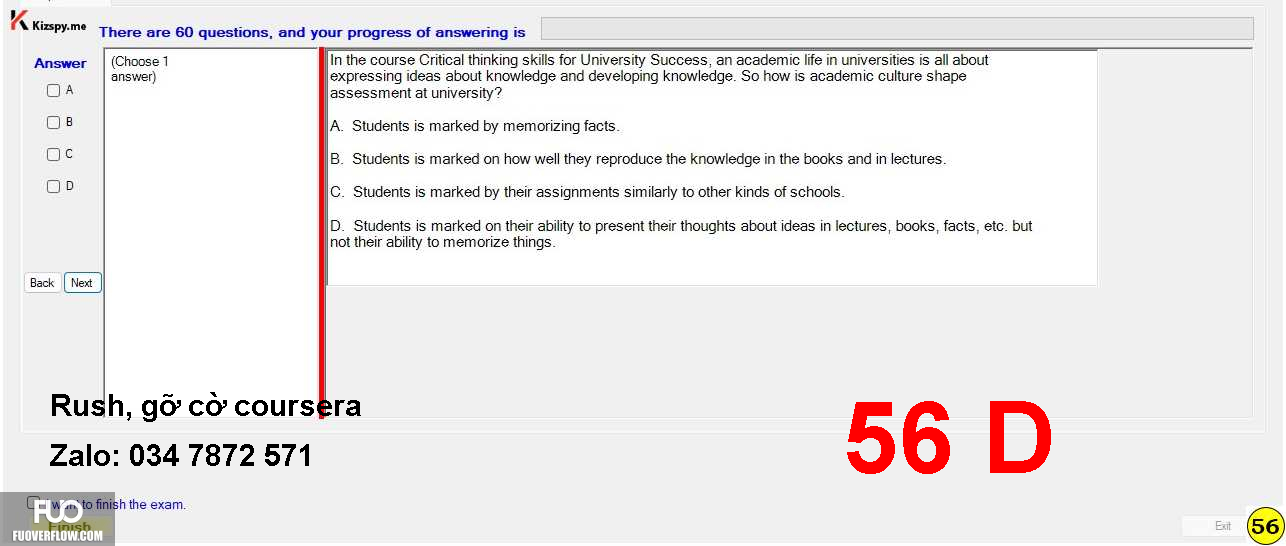 Kizspy.me
There are 60 questions, and your progress of answering is
Answer
A
B
C
D
Back
Next
(Choose 1
answer)
In the course Critical thinking skills for University Success, an academic life in universities is all about
expressing ideas about knowledge and developing knowledge. So how is academic culture shape
assessment at university?
A. Students is marked by memorizing facts.
B. Students is marked on how well they reproduce the knowledge in the books and in lectures.
C. Students is marked by their assignments similarly to other kinds of schools.
D. Students is marked on their ability to present their thoughts about ideas in lectures, books, facts, etc. but
not their ability to memorize things.
Rush, gỡ cờ coursera
Zalo: 034 7872 571
56 D
I want to finish the exam.
Finish
FUO
FUOVERFLOW.COM
Exit
56